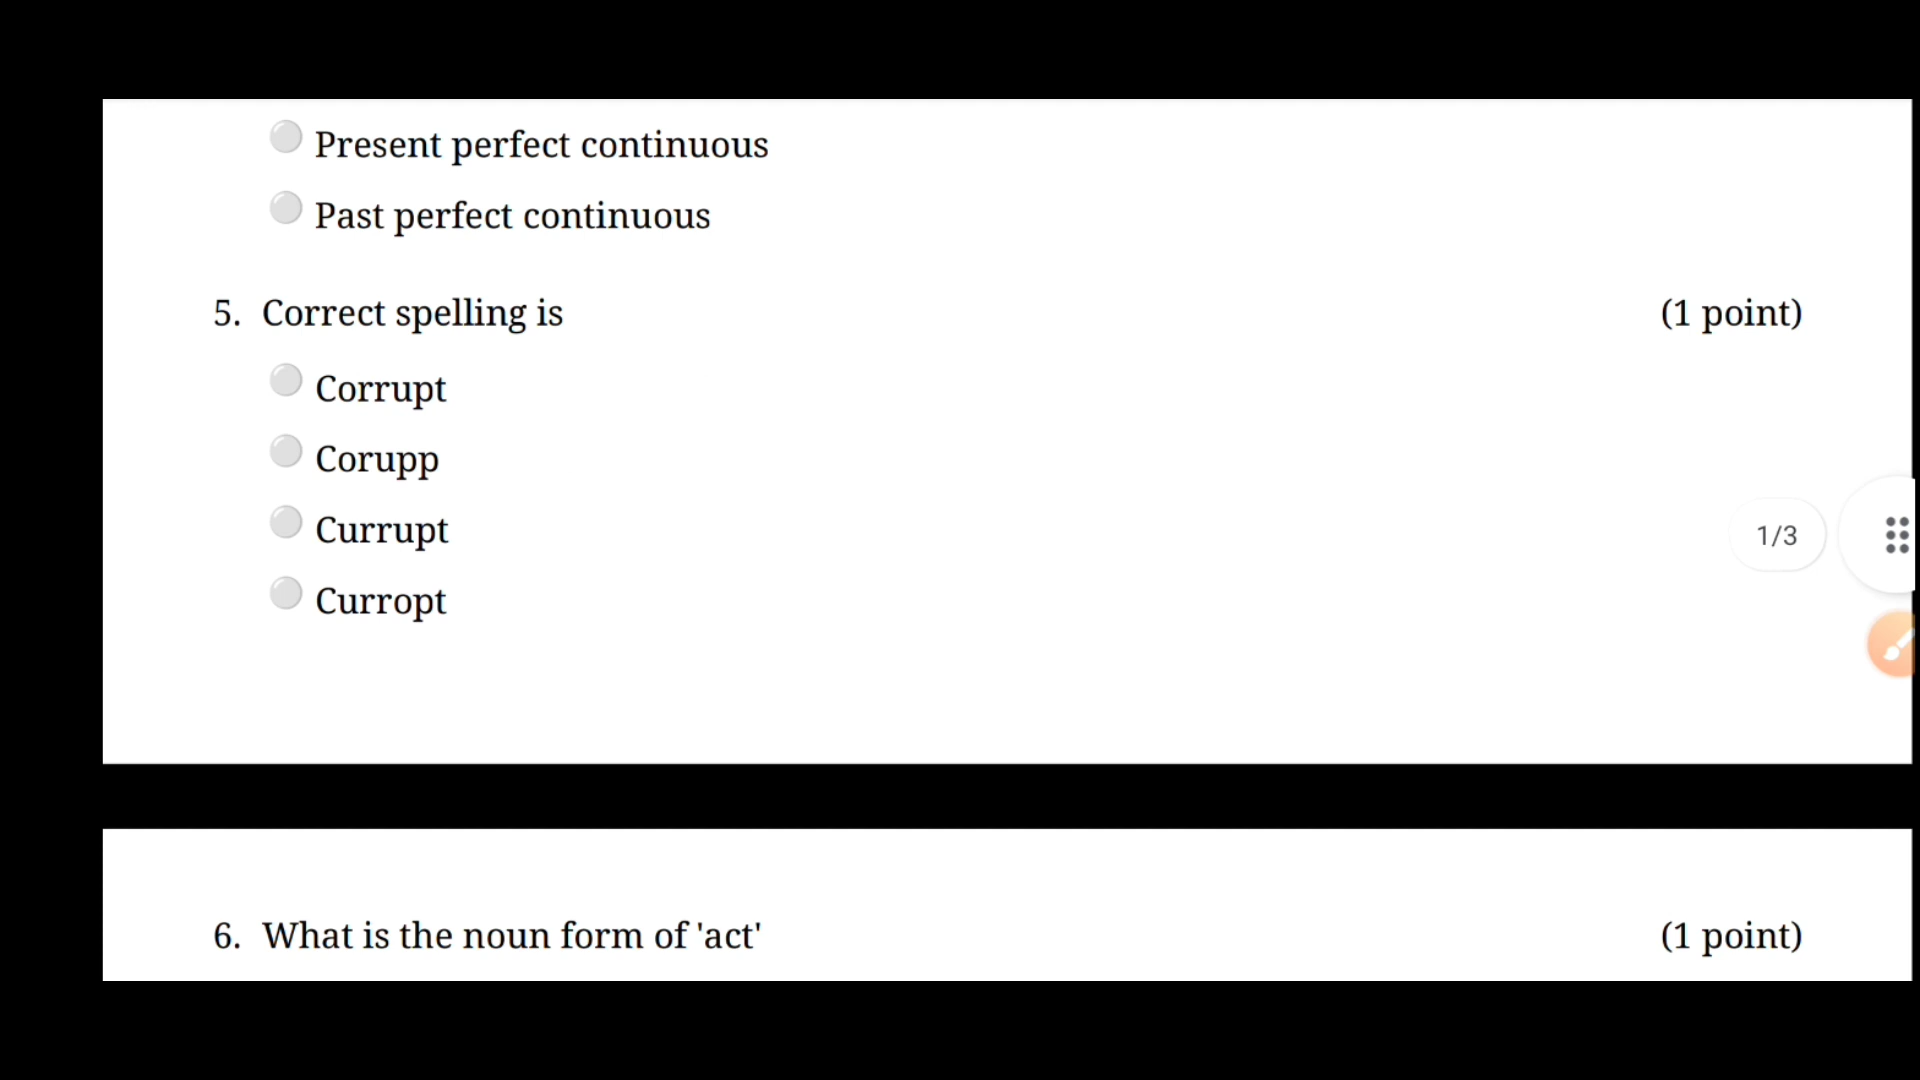 Present perfect continuous
Past perfect continuous
5. Correct spelling is (1 point)
Corrupt
Corupp
Currupt
1/3
Curropt
6. What is the noun form of 'act' (1 point)